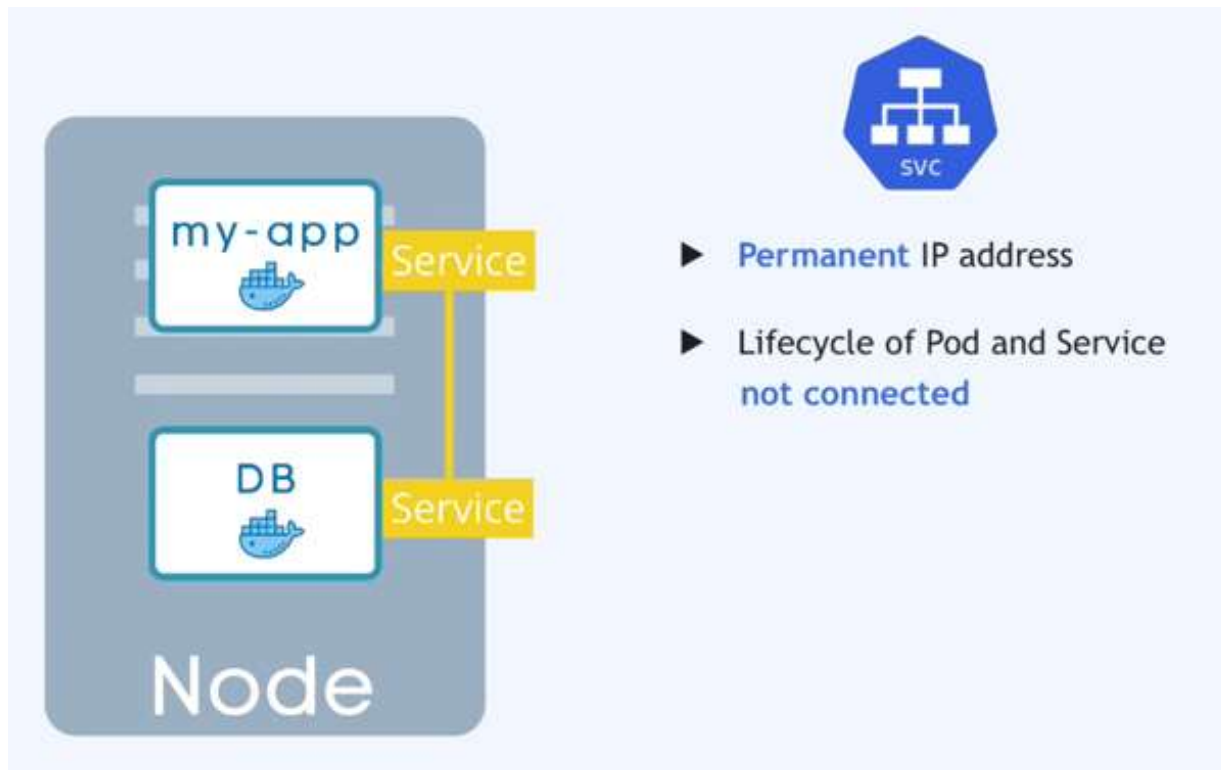 my-app
Service
DB
Service
Node
svc
Permanent IP address
Lifecycle of Pod and Service
not connected